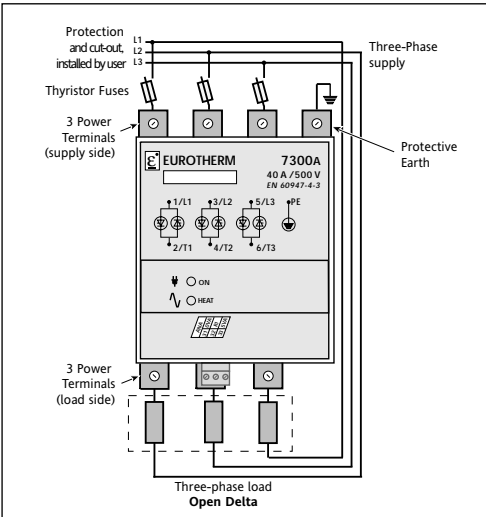 Protection
and cut-out,
installed by user
L1
L2
L3
Three-Phase
supply
Thyristor Fuses
3 Power
Terminals
(supply side)
Protective
Earth
ε EUROTHERM
7300A
40 A /500 V
EN 60947-4-3
1/L1 3/L2 5/L3 PE
2/T1 4/T2 6/T3
ON
HEAT
3 Power
Terminals
(load side)
Three-phase load
Open Delta